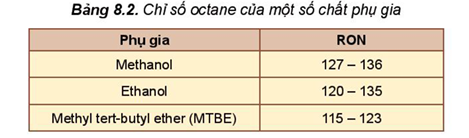 Bảng 8.2. Chỉ số octane của một số chất phụ gia
Phụ gia RON
Methanol 127 – 136
Ethanol 120 – 135
Methyl tert-butyl ether (MTBE) 115 – 123